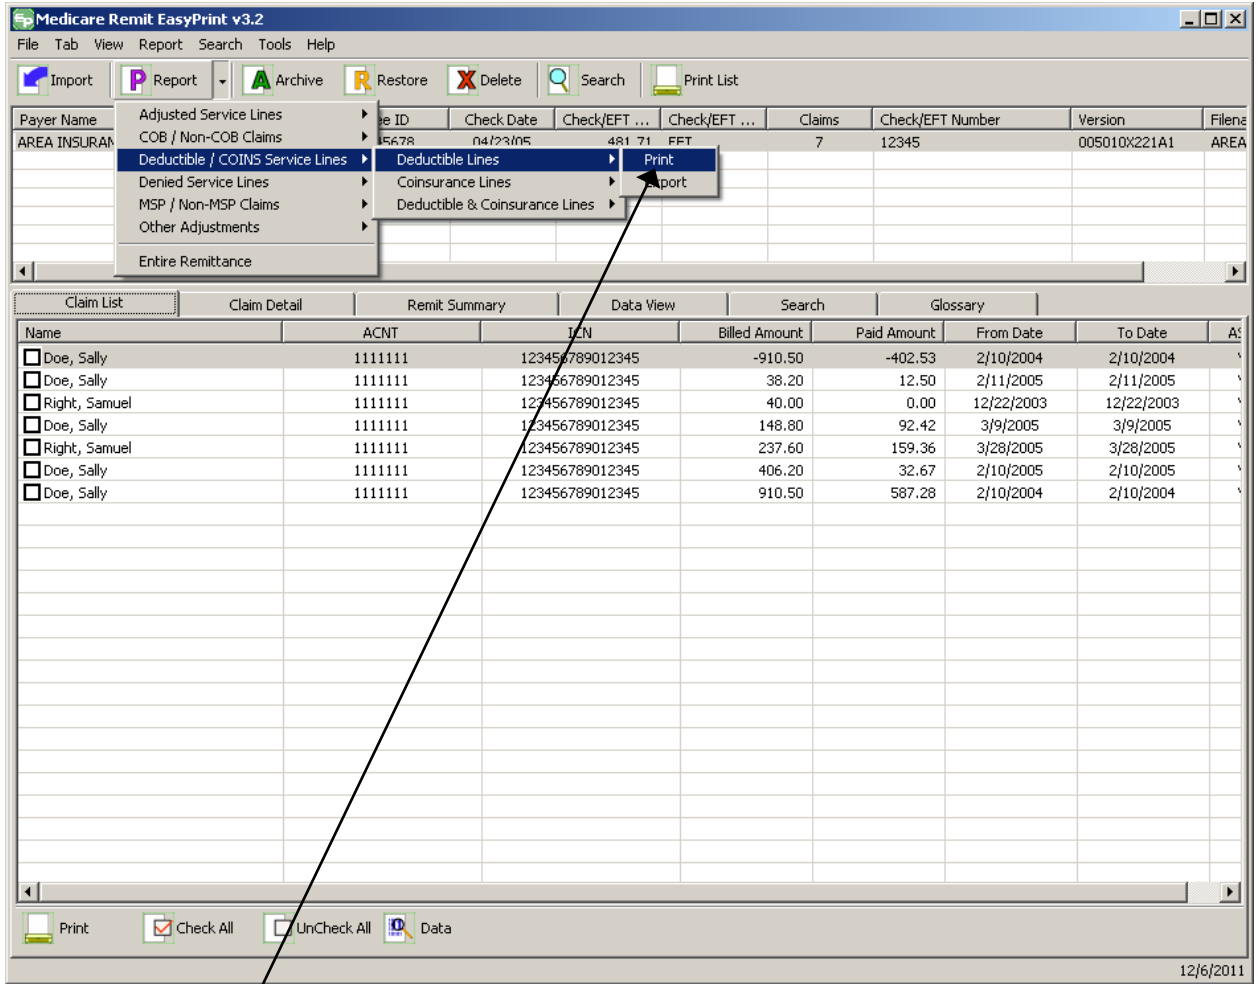 Medicare Remit EasyPrint v3.2
File Tab View Report Search Tools Help
Import Report Archive Restore Delete Search Print List
Payer Name ee ID Check Date Check/EFT ... Check/EFT ... Claims Check/EFT Number Version Filena
AREA INSURAN 45678 04/23/05 481.71 EFT 7 12345 005010X221A1 AREA
Adjusted Service Lines
COB / Non-COB Claims
Deductible / COINS Service Lines
Denied Service Lines
MSP / Non-MSP Claims
Other Adjustments
Entire Remittance
Deductible Lines
Coinsurance Lines
Deductible & Coinsurance Lines
Print
Export
Claim List Claim Detail Remit Summary Data View Search Glossary
Name ACNT ICN Billed Amount Paid Amount From Date To Date AS
Doe, Sally 1111111 123456789012345 -910.50 -402.53 2/10/2004 2/10/2004
Doe, Sally 1111111 123456789012345 38.20 12.50 2/11/2005 2/11/2005
Right, Samuel 1111111 123456789012345 40.00 0.00 12/22/2003 12/22/2003
Doe, Sally 1111111 123456789012345 148.80 92.42 3/9/2005 3/9/2005
Right, Samuel 1111111 123456789012345 237.60 159.36 3/28/2005 3/28/2005
Doe, Sally 1111111 123456789012345 406.20 32.67 2/10/2005 2/10/2005
Doe, Sally 1111111 123456789012345 910.50 587.28 2/10/2004 2/10/2004
Print Check All UnCheck All Data
12/6/2011